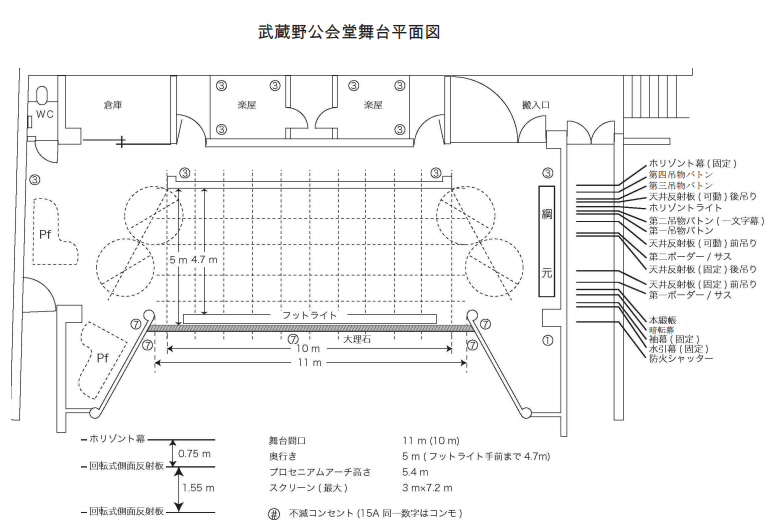 武蔵野公会堂舞台平面図
WC
倉庫
③
③
楽屋
③
③
③
楽屋
③
搬入口
③
③
③
③
③
Pf
5 m 4.7 m
綱元
ホリゾント幕 ( 固定 )
第四吊物バトン
第三吊物バトン
天井反射板 ( 可動 ) 後吊り
ホリゾントライト
第二吊物バトン ( 一文字幕 )
第一吊物バトン
天井反射板 ( 可動 ) 前吊り
第二ボーダー / サス
天井反射板 ( 固定 ) 後吊り
天井反射板 ( 固定 ) 前吊り
第一ボーダー / サス
本緞帳
暗転幕
袖幕 ( 固定 )
水引幕 ( 固定 )
防火シャッター
フットライト
⑦
⑦
⑦
⑦
⑦
大理石
①
Pf
10 m
11 m
ホリゾント幕
0.75 m
回転式側面反射板
1.55 m
回転式側面反射板
舞台間口 11 m (10 m)
奥行き 5 m ( フットライト手前まで 4.7m)
プロセニアムアーチ高さ 5.4 m
スクリーン ( 最大 ) 3 m×7.2 m
# 不滅コンセント (15A 同一数字はコンモ )